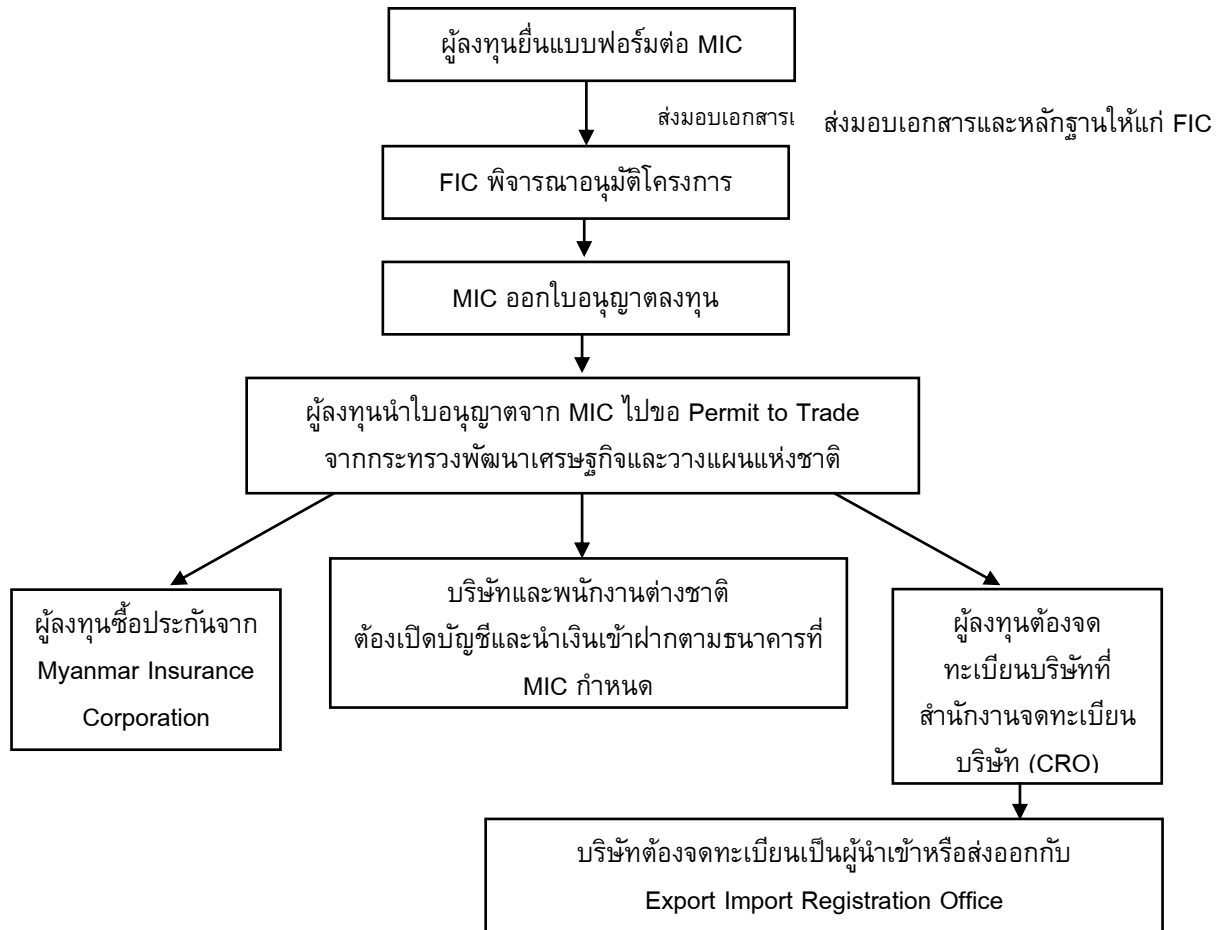 ผู้ลงทุนยื่นแบบฟอร์มต่อ MIC
ส่งมอบเอกสารเ
ส่งมอบเอกสารและหลักฐานให้แก่ FIC
FIC พิจารณาอนุมัติโครงการ
MIC ออกใบอนุญาตลงทุน
ผู้ลงทุนนำใบอนุญาตจาก MIC ไปขอ Permit to Trade
จากกระทรวงพัฒนาเศรษฐกิจและวางแผนแห่งชาติ
ผู้ลงทุนซื้อประกันจาก
Myanmar Insurance
Corporation
บริษัทและพนักงานต่างชาติ
ต้องเปิดบัญชีและนำเงินเข้าฝากตามธนาคารที่
MIC กำหนด
ผู้ลงทุนต้องจด
ทะเบียนบริษัทที่
สำนักงานจดทะเบียน
บริษัท (CRO)
บริษัทต้องจดทะเบียนเป็นผู้นำเข้าหรือส่งออกกับ
Export Import Registration Office